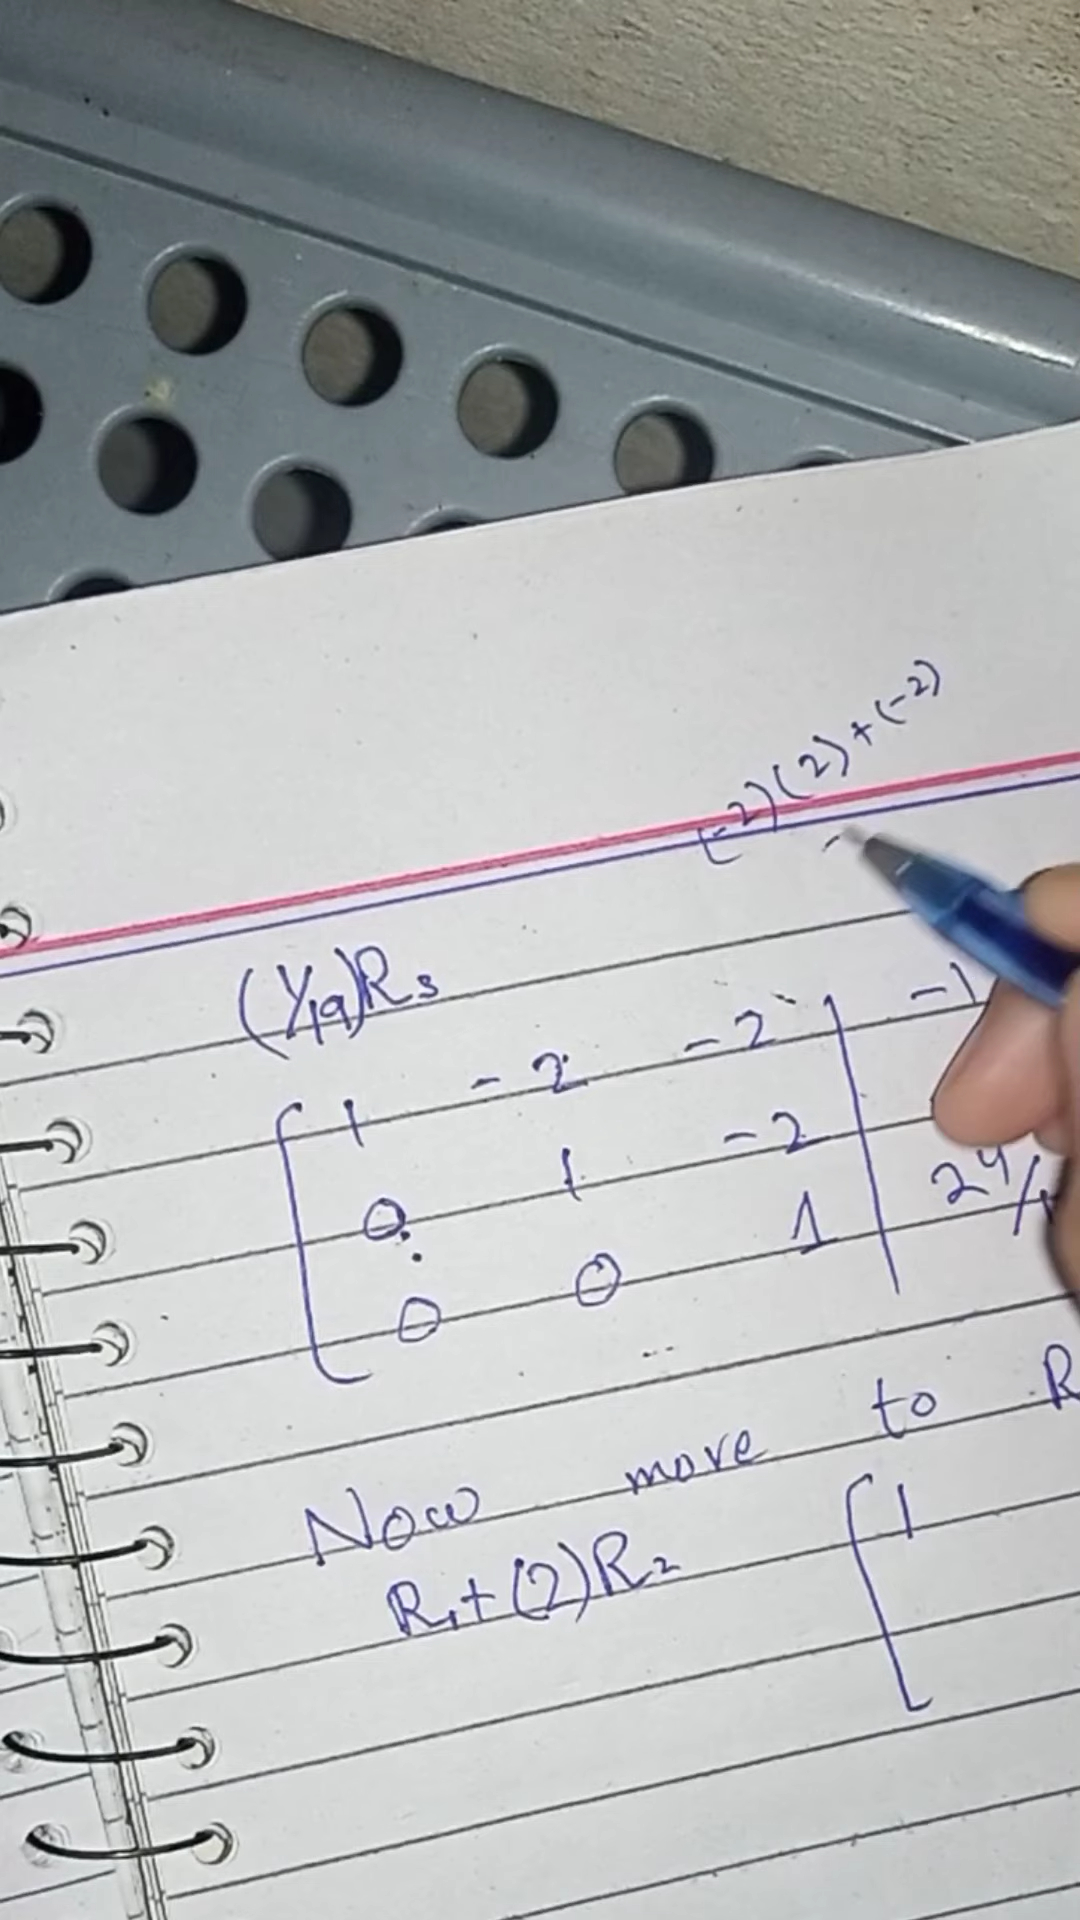 (-2)(2)+(-2)
-
(1/19)R3
1 -2 -2 | -1
0 1 -2
0 0 1 | 24/
Now move to R
R1+(2)R2 [ 1